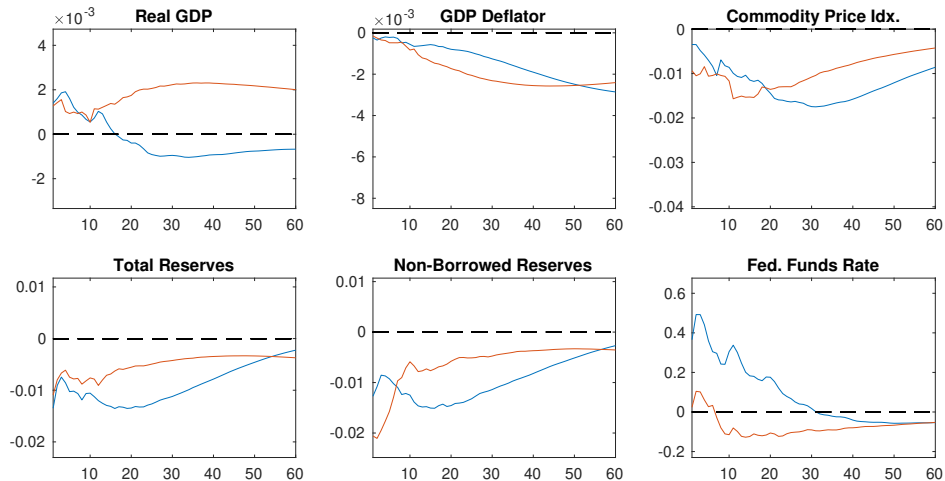 Real GDP
×10⁻³
4
2
0
-2
10 20 30 40 50 60
GDP Deflator
×10⁻³
0
-2
-4
-6
-8
10 20 30 40 50 60
Commodity Price Idx.
0
-0.01
-0.02
-0.03
-0.04
10 20 30 40 50 60
Total Reserves
0.01
0
-0.01
-0.02
10 20 30 40 50 60
Non-Borrowed Reserves
0.01
0
-0.01
-0.02
10 20 30 40 50 60
Fed. Funds Rate
0.6
0.4
0.2
0
-0.2
10 20 30 40 50 60